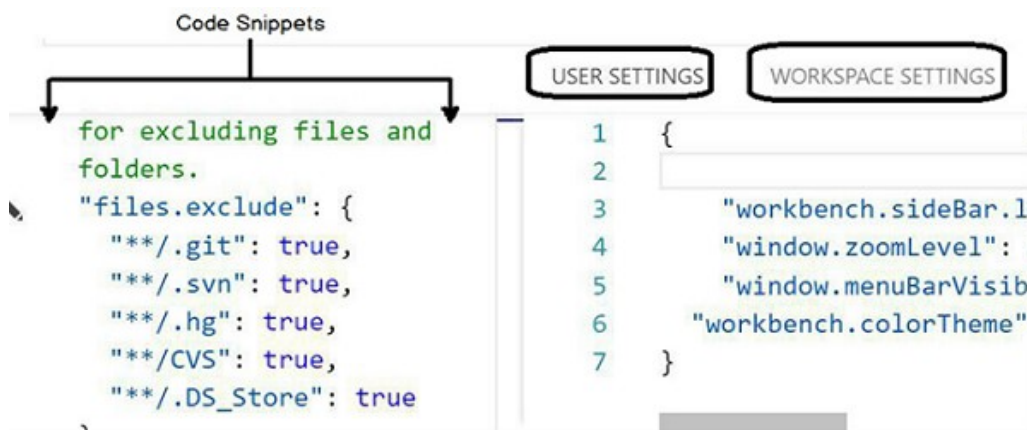 Code Snippets
USER SETTINGS
WORKSPACE SETTINGS
for excluding files and
folders.
"files.exclude": {
"**/.git": true,
"**/.svn": true,
"**/.hg": true,
"**/CVS": true,
"**/.DS_Store": true
1 {
2
3 "workbench.sideBar.l
4 "window.zoomLevel":
5 "window.menuBarVisib
6 "workbench.colorTheme"
7 }